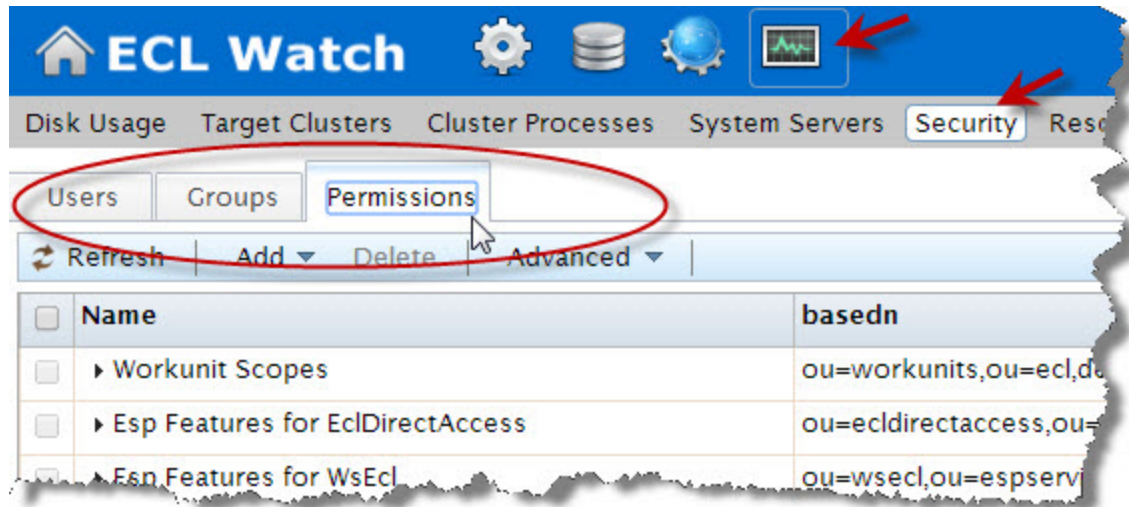 ECL Watch
Disk Usage Target Clusters Cluster Processes System Servers Security
Users Groups Permissions
Refresh Add Delete Advanced
Name basedn
Workunit Scopes ou=workunits,ou=ecl,
Esp Features for EclDirectAccess ou=ecldirectaccess,ou=
Esp Features for WsEcl ou=wsecl,ou=espserv